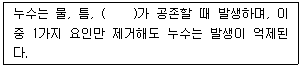 누수는 물, 틈, (    )가 공존할 때 발생하며, 이
중 1가지 요인만 제거해도 누수는 발생이 억제된
다.